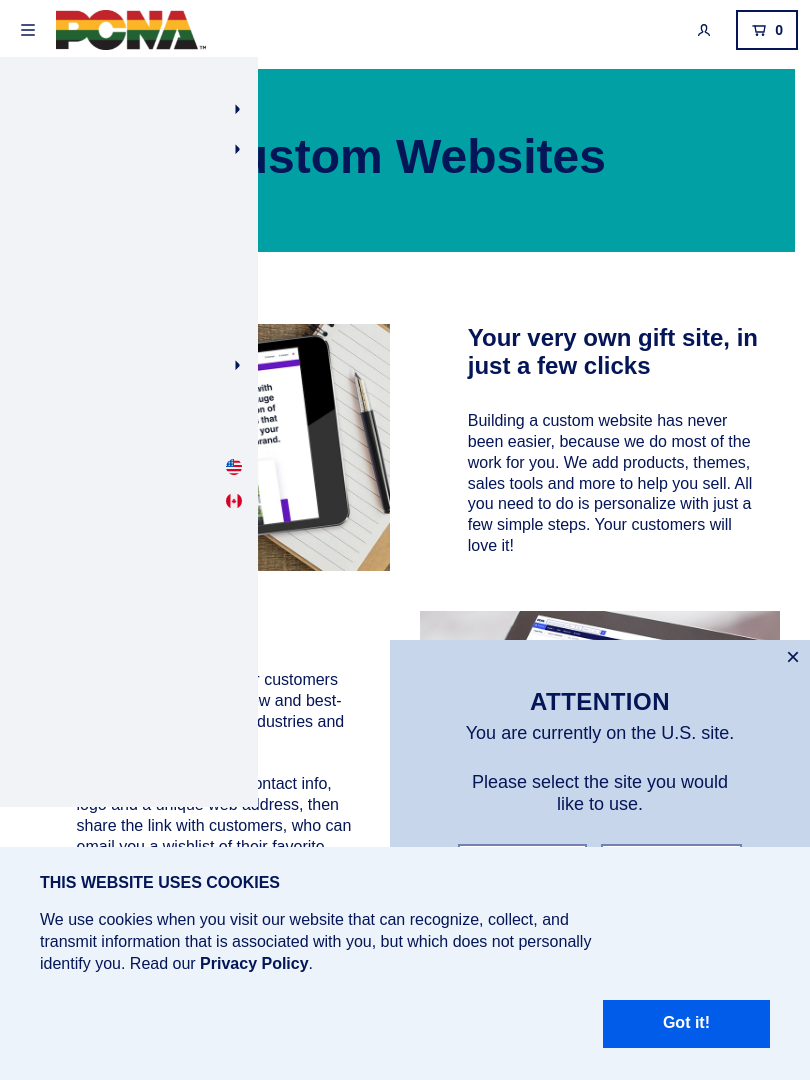 PCNA
TM
0
ustom Websites
with
uge
on of
s that
your
rand.
Your very own gift site, in
just a few clicks
Building a custom website has never
been easier, because we do most of the
work for you. We add products, themes,
sales tools and more to help you sell. All
you need to do is personalize with just a
few simple steps. Your customers will
love it!
r customers
w and best-
dustries and
ontact info,
logo and a unique web address, then
share the link with customers, who can
email you a wishlist of their favorite
×
ATTENTION
You are currently on the U.S. site.
Please select the site you would
like to use.
THIS WEBSITE USES COOKIES
We use cookies when you visit our website that can recognize, collect, and
transmit information that is associated with you, but which does not personally
identify you. Read our Privacy Policy.
Got it!